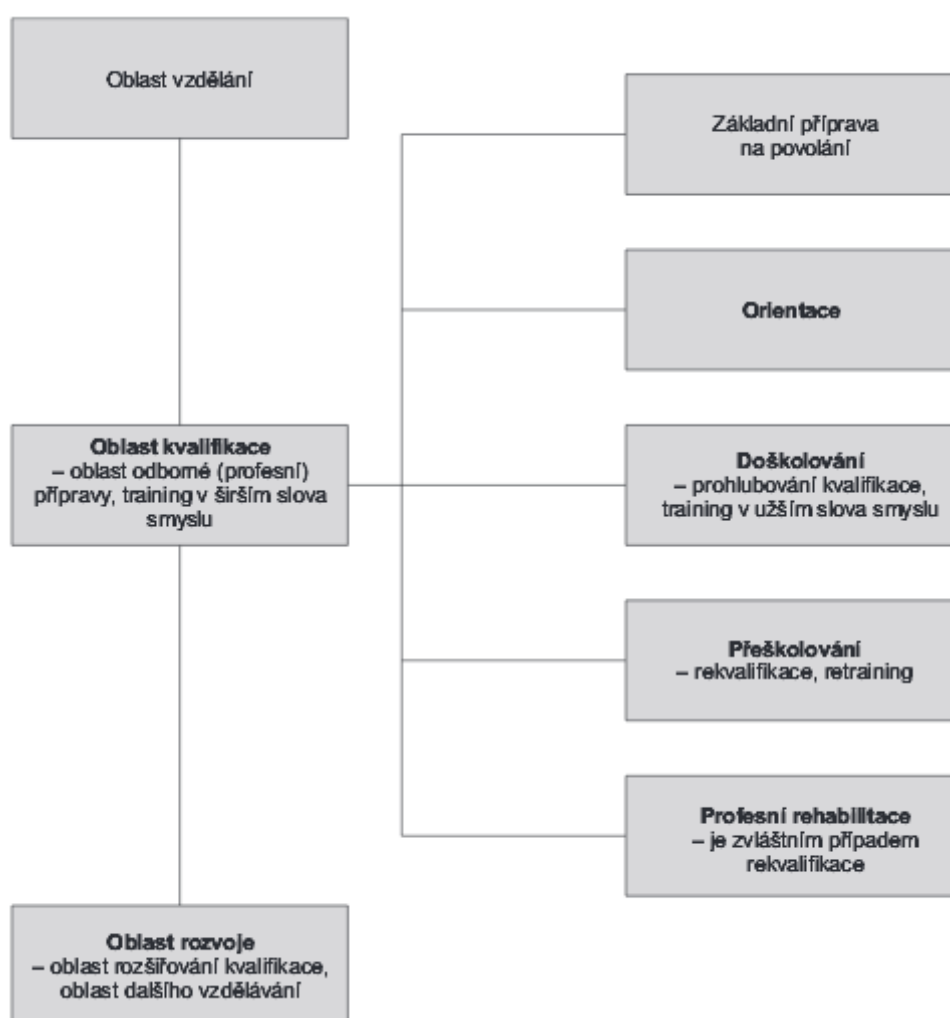 Oblast vzdělání
Základní příprava
na povolání
Orientace
Oblast kvalifikace
– oblast odborné (profesní)
přípravy, training v širším slova
smyslu
Doškolování
– prohlubování kvalifikace,
training v užším slova smyslu
Přeškolování
– rekvalifikace, retraining
Profesní rehabilitace
– je zvláštním případem
rekvalifikace
Oblast rozvoje
– oblast rozšiřování kvalifikace,
oblast dalšího vzdělávání